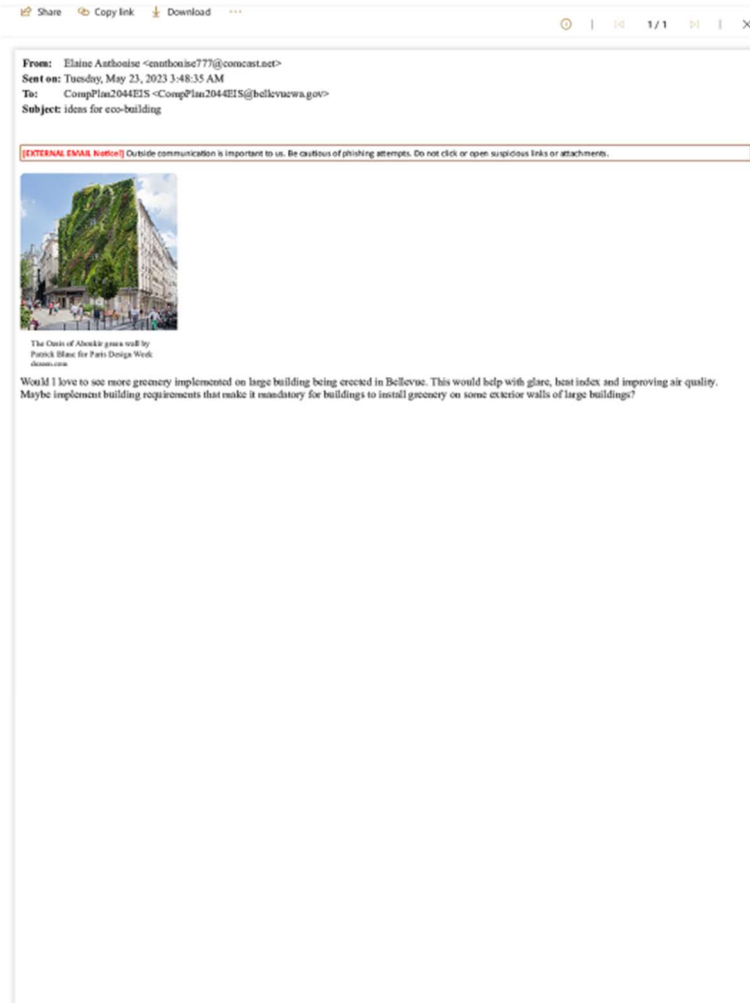 Share Copy link Download ...
1 / 1
From: Elaine Anthonise <eanthonise777@comcast.net>
Sent on: Tuesday, May 23, 2023 3:48:35 AM
To: CompPlan2044EIS <CompPlan2044EIS@bellevuewa.gov>
Subject: ideas for eco-building
[EXTERNAL EMAIL Notice!] Outside communication is important to us. Be cautious of phishing attempts. Do not click or open suspicious links or attachments.
The Oasis of Aboukir green wall by
Patrick Blanc for Paris Design Week
dezeen.com
Would I love to see more greenery implemented on large building being erected in Bellevue. This would help with glare, heat index and improving air quality.
Maybe implement building requirements that make it mandatory for buildings to install greenery on some exterior walls of large buildings?